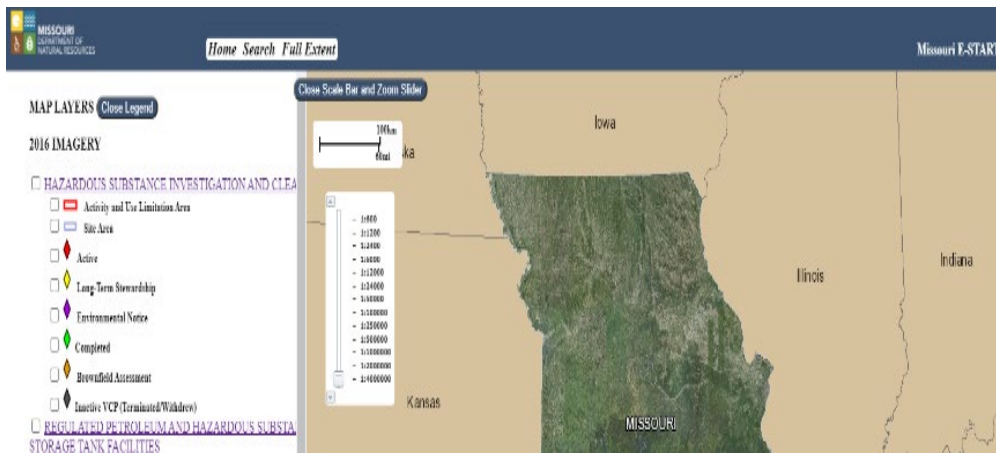 MISSOURI
DEPARTMENT OF
NATURAL RESOURCES
Home Search Full Extent
Missouri E-START
MAP LAYERS Close Legend
2016 IMAGERY
HAZARDOUS SUBSTANCE INVESTIGATION AND CLEA
Activity and Use Limitation Area
Site Area
Active
Long-Term Stewardship
Environmental Notice
Completed
Brownfield Assessment
Inactive VCP (Terminated/Withdrew)
REGULATED PETROLEUM AND HAZARDOUS SUBSTA
STORAGE TANK FACILITIES
Close Scale Bar and Zoom Slider
100km
60mi
ska
1:600
1:1200
1:2400
1:6000
1:12000
1:24000
1:50000
1:100000
1:250000
1:500000
1:1000000
1:2000000
1:4000000
Iowa
Illinois
Indiana
Kansas
MISSOURI